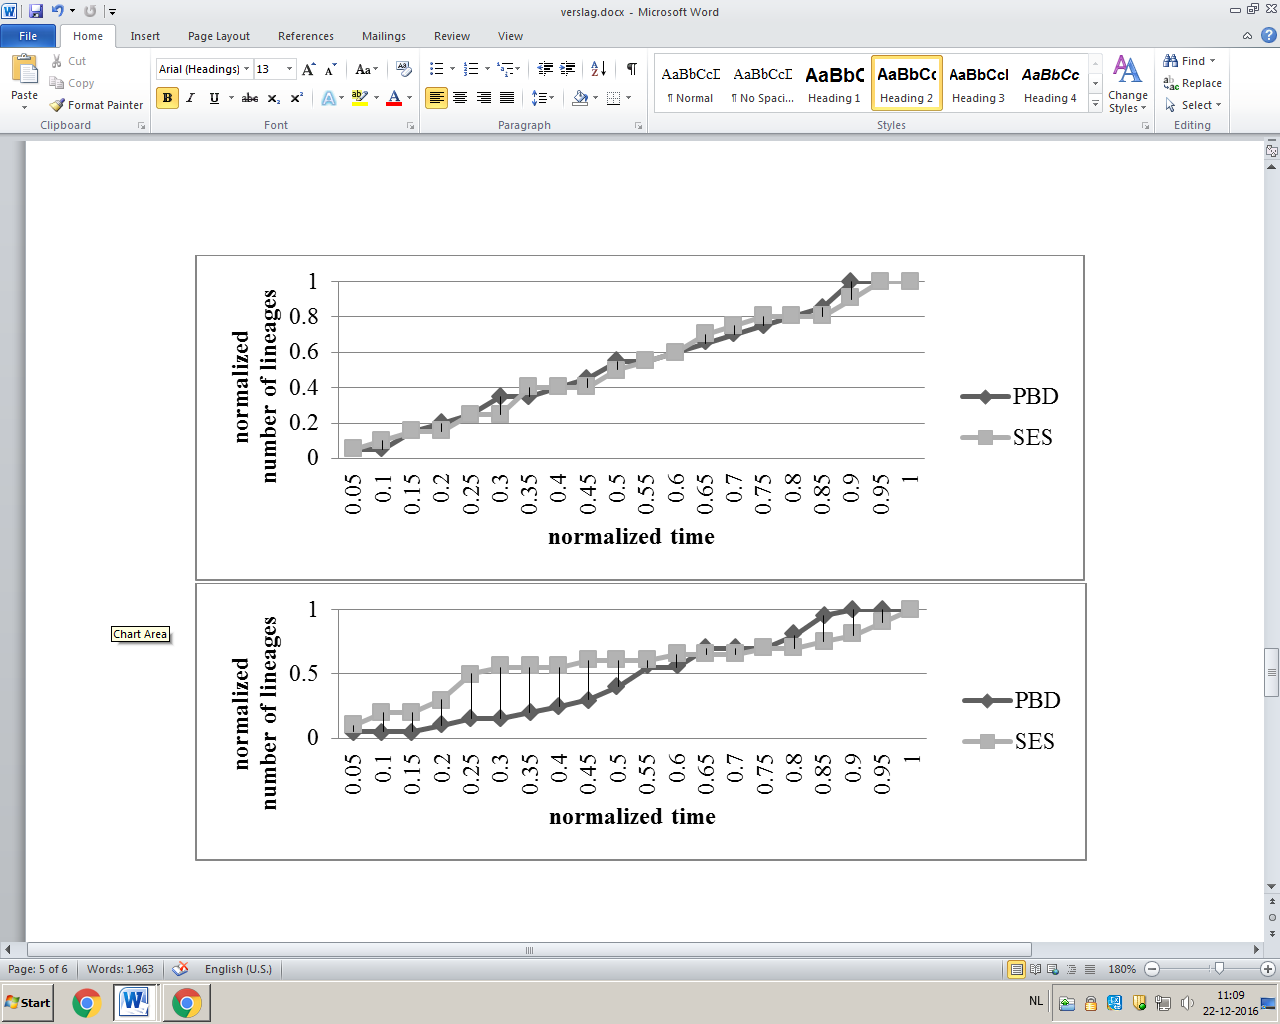 verslag.docx - Microsoft Word
File Home Insert Page Layout References Mailings Review View
Paste
Cut
Copy
Format Painter
Clipboard
Arial (Headings) 13
B I U abc x₂ x² A ab A
Font
Paragraph
AaBbCcD AaBbCcD AaBbC AaBbCc AaBbCcI AaBbCc
¶ Normal ¶ No Spaci... Heading 1 Heading 2 Heading 3 Heading 4
Change Styles
Styles
Find
Replace
Select
Editing
normalized
number of lineages
1
0.8
0.6
0.4
0.2
0
0.05 0.1 0.15 0.2 0.25 0.3 0.35 0.4 0.45 0.5 0.55 0.6 0.65 0.7 0.75 0.8 0.85 0.9 0.95 1
normalized time
PBD
SES
Chart Area
normalized
number of lineages
1
0.5
0
0.05 0.1 0.15 0.2 0.25 0.3 0.35 0.4 0.45 0.5 0.55 0.6 0.65 0.7 0.75 0.8 0.85 0.9 0.95 1
normalized time
PBD
SES
Page: 5 of 6 Words: 1.963 English (U.S.) 180%
Start
NL
11:09
22-12-2016